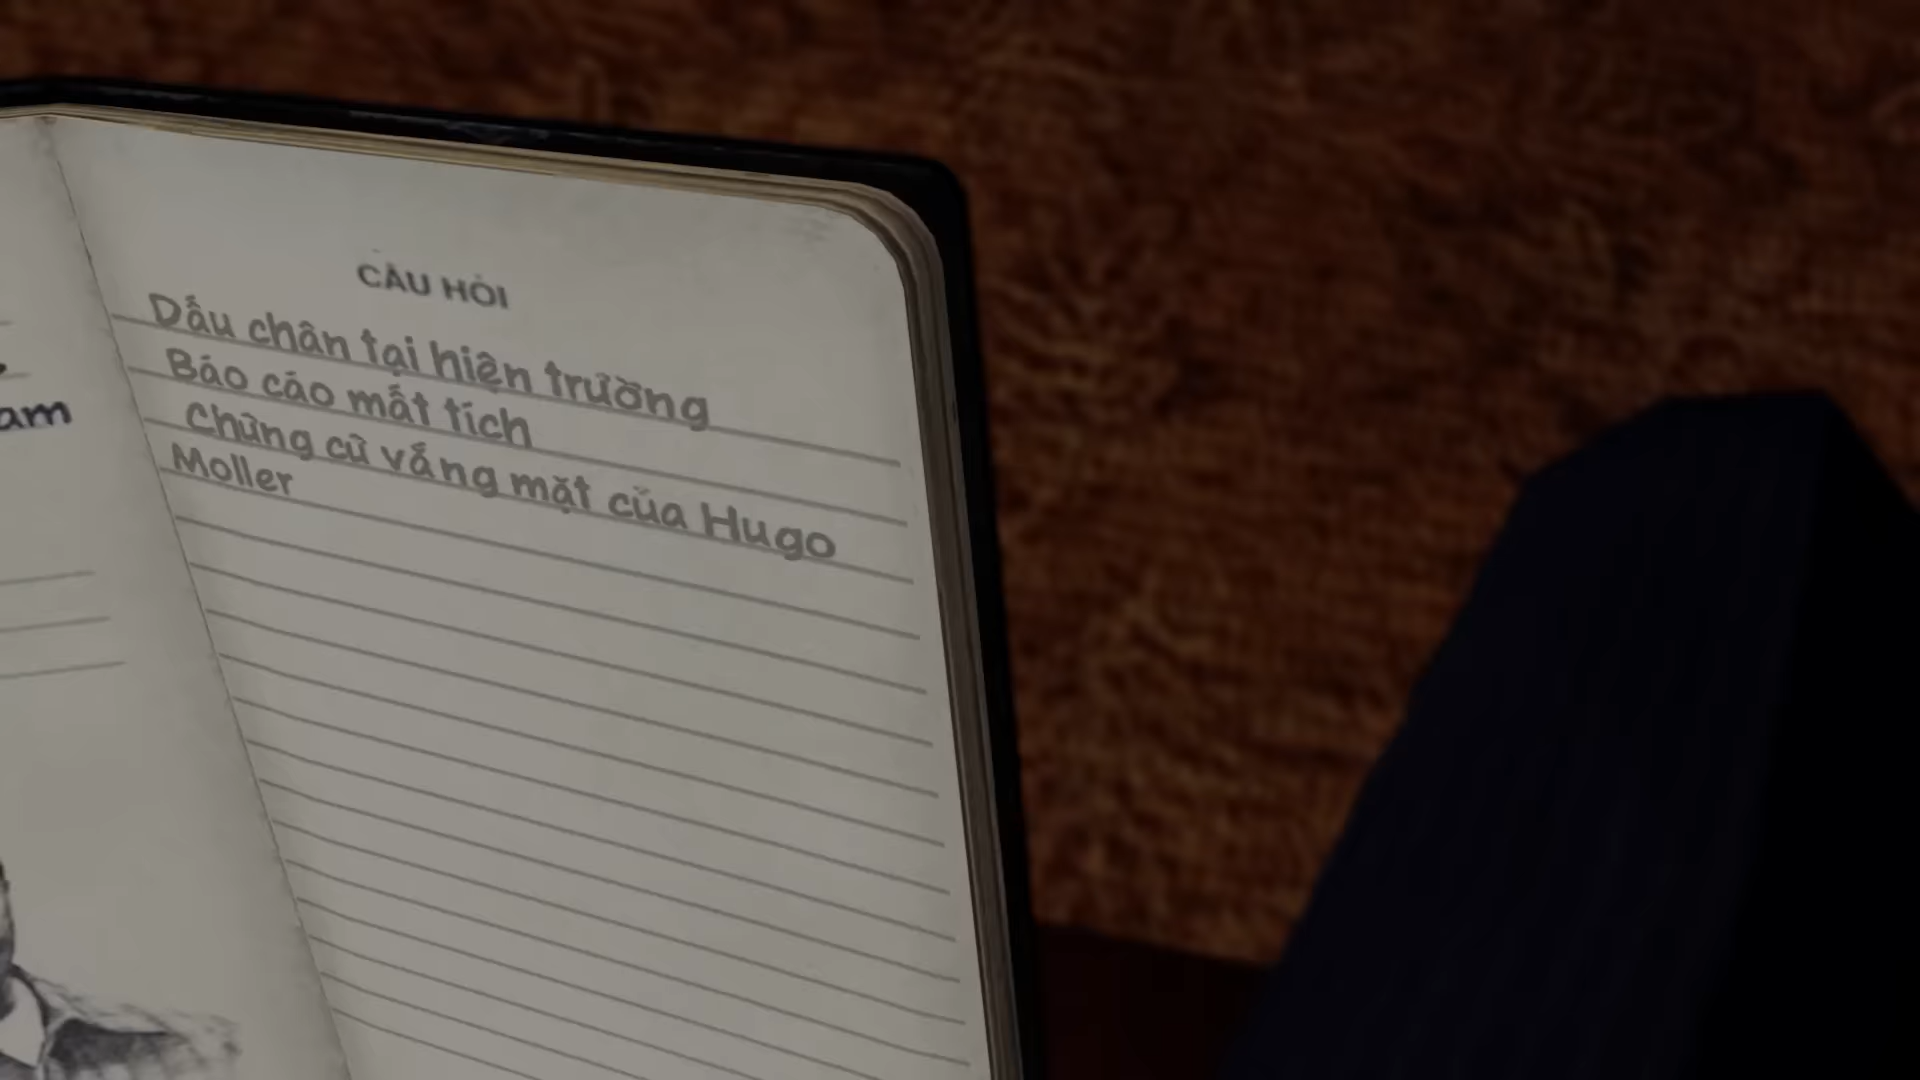 am
CÂU HỎI
Dấu chân tại hiện trường
Báo cáo mất tích
Chứng cứ vắng mặt của Hugo
Moller